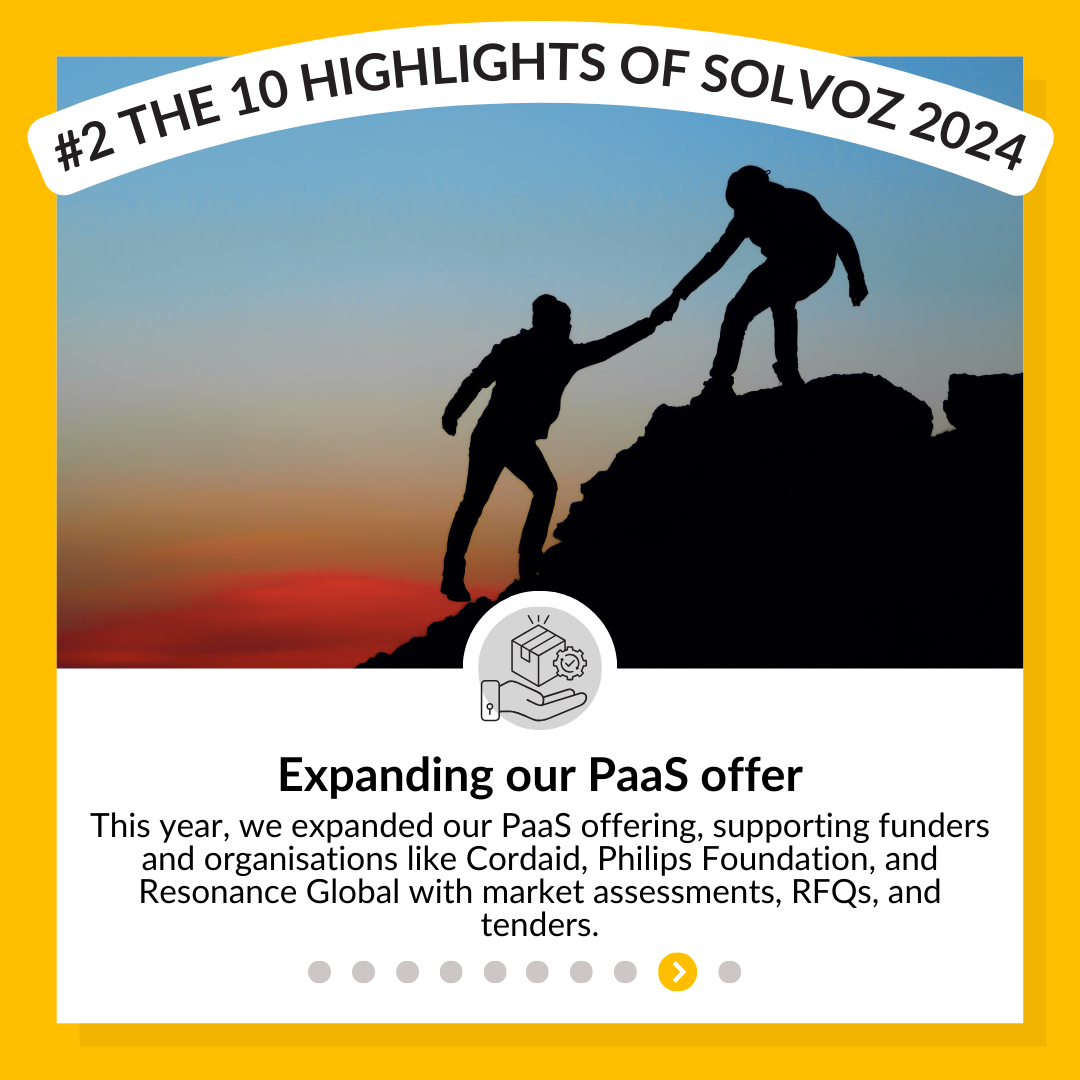 #2 THE 10 HIGHLIGHTS OF SOLVOZ 2024
Expanding our PaaS offer
This year, we expanded our PaaS offering, supporting funders
and organisations like Cordaid, Philips Foundation, and
Resonance Global with market assessments, RFQs, and
tenders.